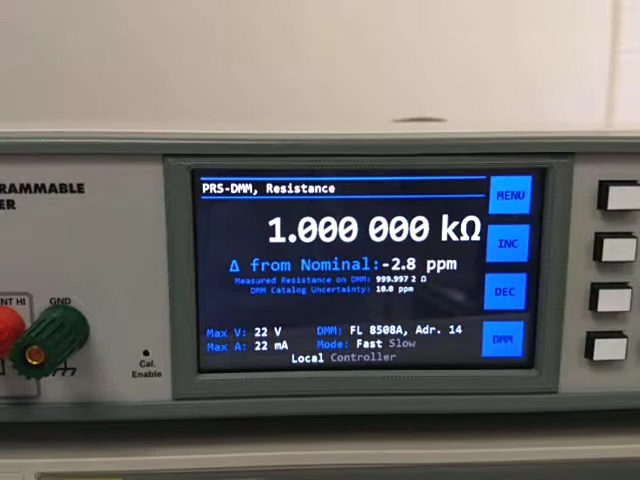 RAMMABLE
ER
NT HI
GND
Cal.
Enable
PRS-DMM, Resistance
1.000 000 kΩ
Δ from Nominal:-2.8 ppm
Measured Resistance on DMM: 999.997 2 Ω
DMM Catalog Uncertainty: 10.8 ppm
Max V: 22 V DMM: FL 8508A, Adr. 14
Max A: 22 mA Mode: Fast Slow
Local Controller
MENU
INC
DEC
DMM